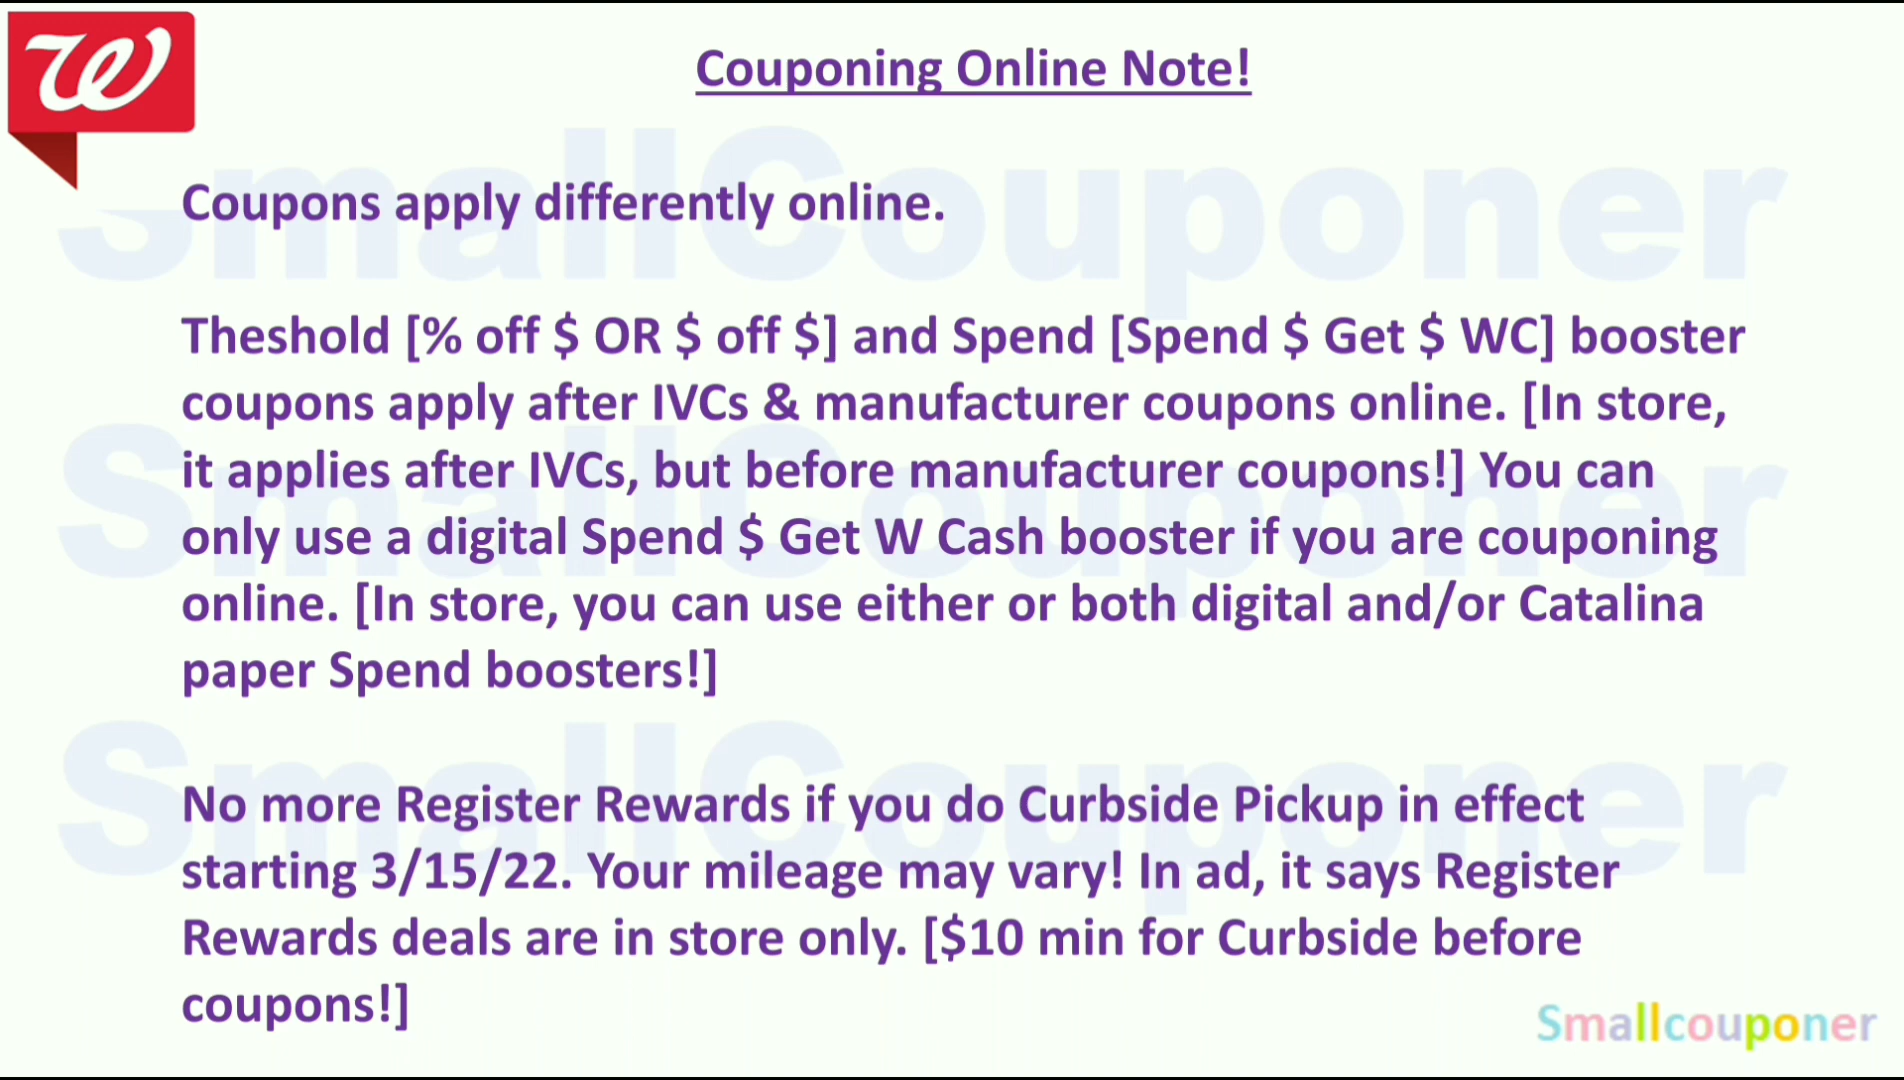 W
Couponing Online Note!
Coupons apply differently online.
Theshold [% off $ OR $ off $] and Spend [Spend $ Get $ WC] booster
coupons apply after IVCs & manufacturer coupons online. [In store,
it applies after IVCs, but before manufacturer coupons!] You can
only use a digital Spend $ Get W Cash booster if you are couponing
online. [In store, you can use either or both digital and/or Catalina
paper Spend boosters!]
No more Register Rewards if you do Curbside Pickup in effect
starting 3/15/22. Your mileage may vary! In ad, it says Register
Rewards deals are in store only. [$10 min for Curbside before
coupons!]
SmallCouponer
SmallCouponer
SmallCouponer
Smallcouponer